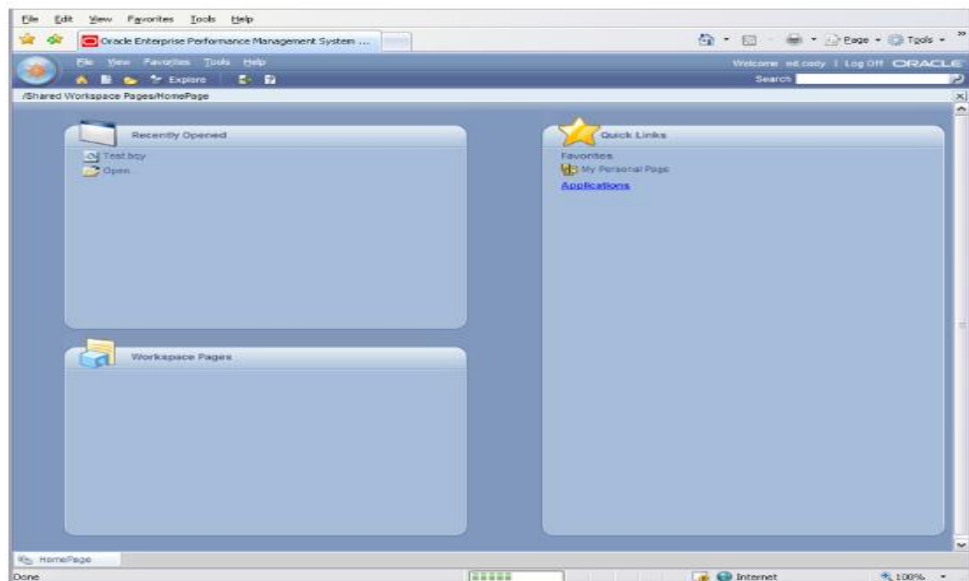 File Edit View Favorites Tools Help
Oracle Enterprise Performance Management System ...
Page Tools
File View Favorites Tools Help
Welcome ed.cody | Log Off ORACLE
Explore
Search
/Shared Workspace Pages/HomePage
Recently Opened
Test.bqy
Open...
Quick Links
Favorites
My Personal Page
Applications
Workspace Pages
HomePage
Done
Internet
100%